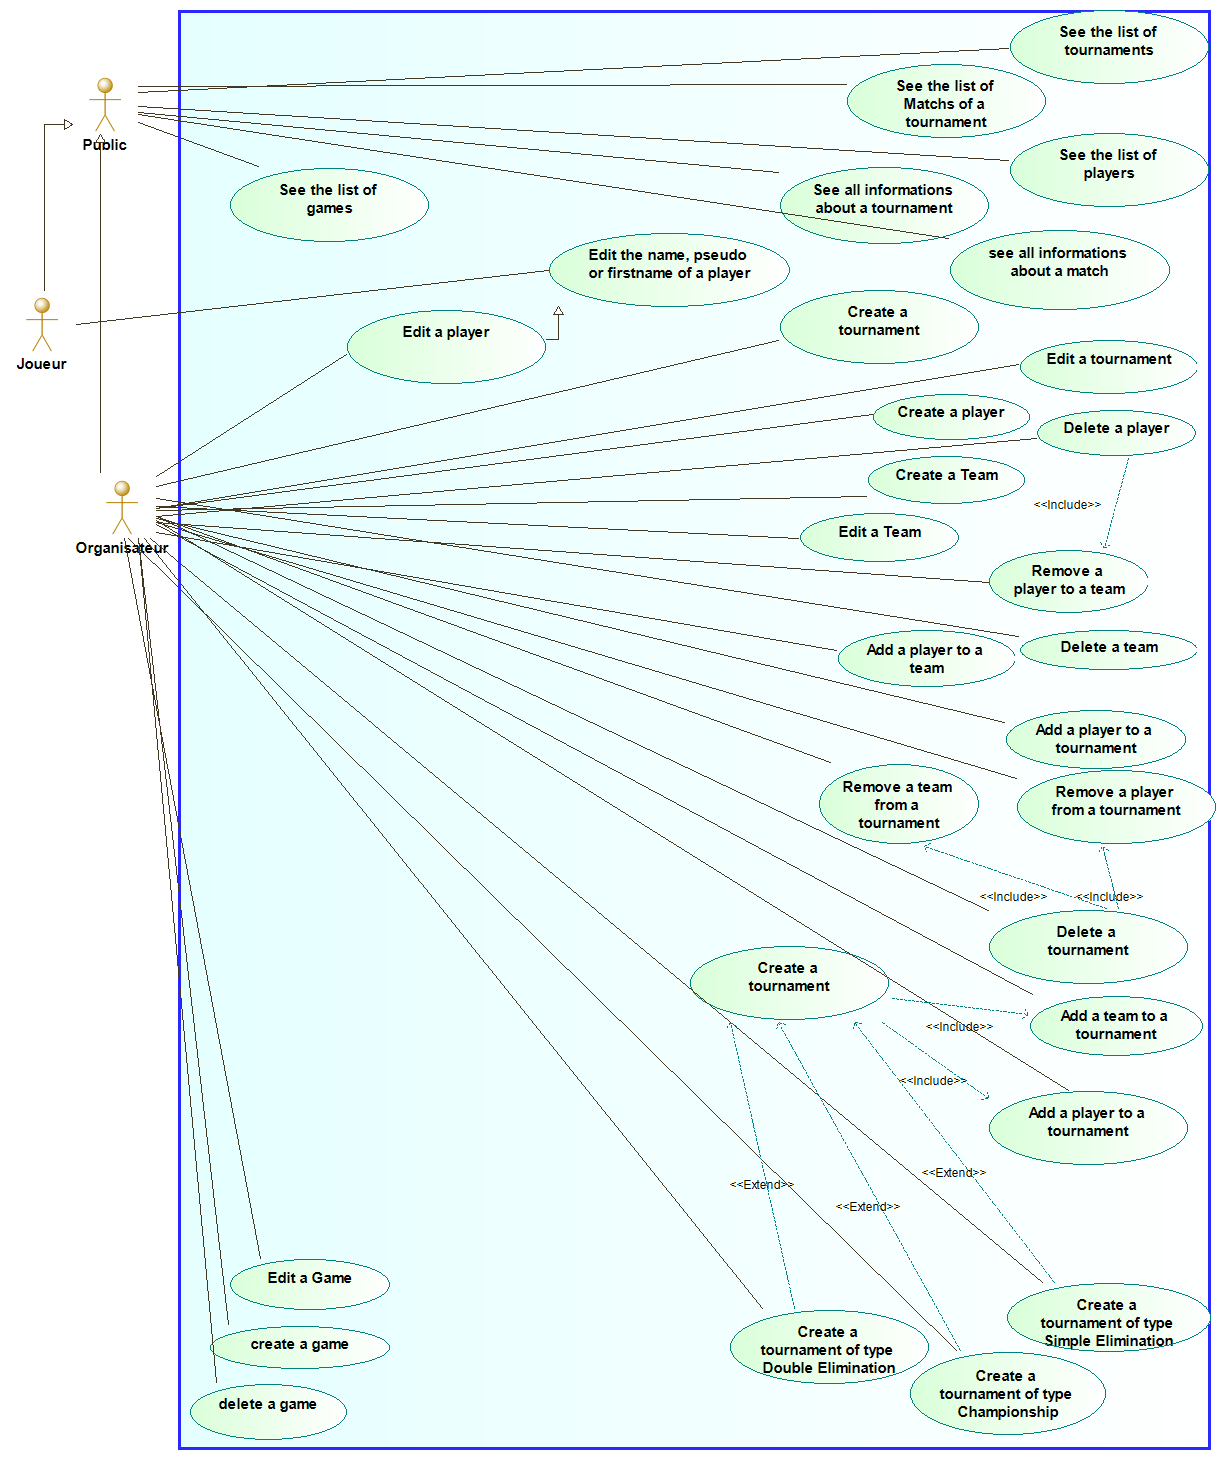 See the list of
tournaments
See the list of
Matchs of a
tournament
Public
See the list of
players
See the list of
games
See all informations
about a tournament
Edit the name, pseudo
or firstname of a player
see all informations
about a match
Create a
tournament
Edit a player
Joueur
Edit a tournament
Create a player
Delete a player
Create a Team
<<Include>>
Edit a Team
Organisateur
Remove a
player to a team
Add a player to a
team
Delete a team
Add a player to a
tournament
Remove a team
from a
tournament
Remove a player
from a tournament
<<Include>>
<<Include>>
Delete a
tournament
Create a
tournament
Add a team to a
tournament
<<Include>>
<<Include>>
Add a player to a
tournament
<<Extend>>
<<Extend>>
<<Extend>>
Edit a Game
create a game
delete a game
Create a
tournament of type
Simple Elimination
Create a
tournament of type
Double Elimination
Create a
tournament of type
Championship